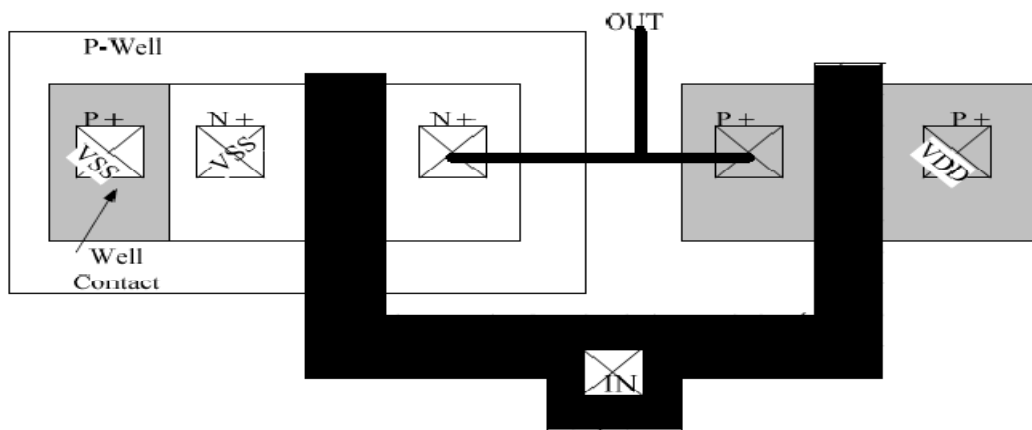 OUT
P-Well
P +
N +
N +
P +
P +
VSS
VSS
VDD
Well
Contact
IN